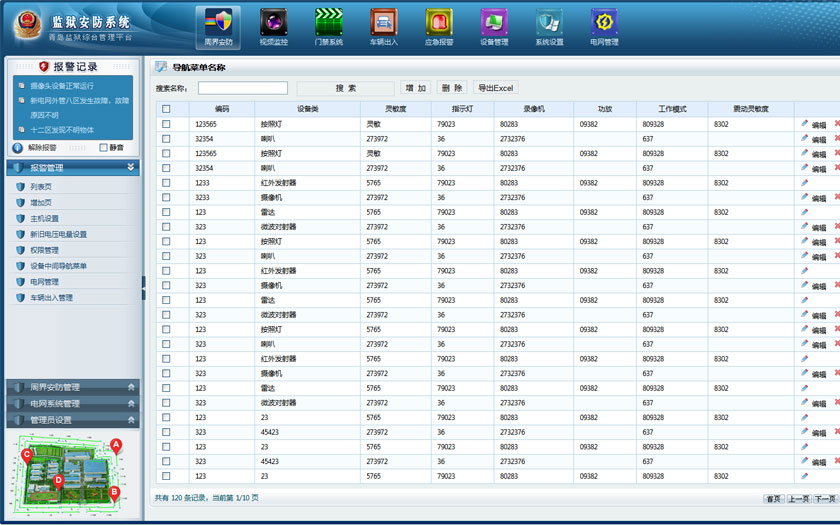 监狱安防系统
青岛监狱综合管理平台
周界安防 视频监控 门禁系统 车辆出入 应急报警 设备管理 系统设置 电网管理
报警记录
摄像头设备正常运行
新电网外管八区发生故障，故障
原因不明
十二区发现不明物体
解除报警 静音
报警管理
列表页
增加页
主机设置
新旧电压电量设置
权限管理
设备中间导航菜单
电网管理
车辆出入管理
周界安防管理
电网系统管理
管理员设置
A
C
D
B
导航菜单名称
搜索名称： 搜 索 增 加 删 除 导出Excel
编码 设备类 灵敏度 指示灯 录像机 功放 工作模式 震动灵敏度
123565 按照灯 灵敏 79023 80283 09382 809328 8302 编辑
32354 喇叭 273972 36 2732376 637 编辑
123565 按照灯 灵敏 79023 80283 09382 809328 8302 编辑
32354 喇叭 273972 36 2732376 637 编辑
1233 红外发射器 5765 79023 80283 09382 809328 8302
3233 摄像机 273972 36 2732376 637 编辑
123 雷达 5765 79023 80283 09382 809328 8302
323 微波对射器 273972 36 2732376 637 编辑
123 按照灯 5765 79023 80283 09382 809328 8302 编辑
323 喇叭 273972 36 2732376 637 编辑
123 红外发射器 5765 79023 80283 09382 809328 8302
323 摄像机 273972 36 2732376 637 编辑
123 雷达 5765 79023 80283 09382 809328 8302
323 微波对射器 273972 36 2732376 637 编辑
123 按照灯 5765 79023 80283 09382 809328 8302 编辑
323 喇叭 273972 36 2732376 637 编辑
123 红外发射器 5765 79023 80283 09382 809328 8302
323 摄像机 273972 36 2732376 637 编辑
123 雷达 5765 79023 80283 09382 809328 8302
323 微波对射器 273972 36 2732376 637 编辑
123 23 5765 79023 80283 09382 809328 8302
323 45423 273972 36 2732376 637 编辑
123 23 5765 79023 80283 09382 809328 8302
323 45423 273972 36 2732376 637 编辑
123 23 5765 79023 80283 09382 809328 8302
共有 120 条记录，当前第 1/10 页 首页 上一页 下一页